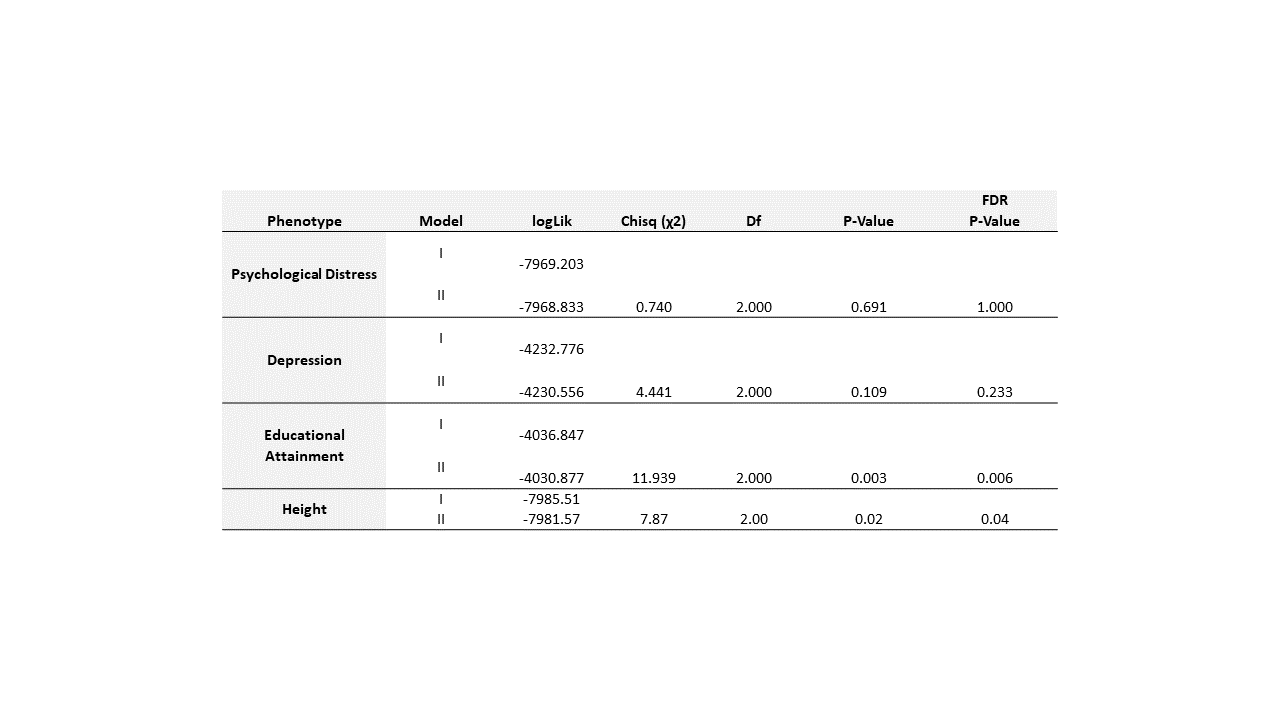 FDR
Phenotype Model logLik Chisq (χ2) Df P-Value P-Value
I
-7969.203
Psychological Distress
II
-7968.833 0.740 2.000 0.691 1.000
I
-4232.776
Depression
II
-4230.556 4.441 2.000 0.109 0.233
I
Educational -4036.847
Attainment
II
-4030.877 11.939 2.000 0.003 0.006
I -7985.51
Height
II -7981.57 7.87 2.00 0.02 0.04